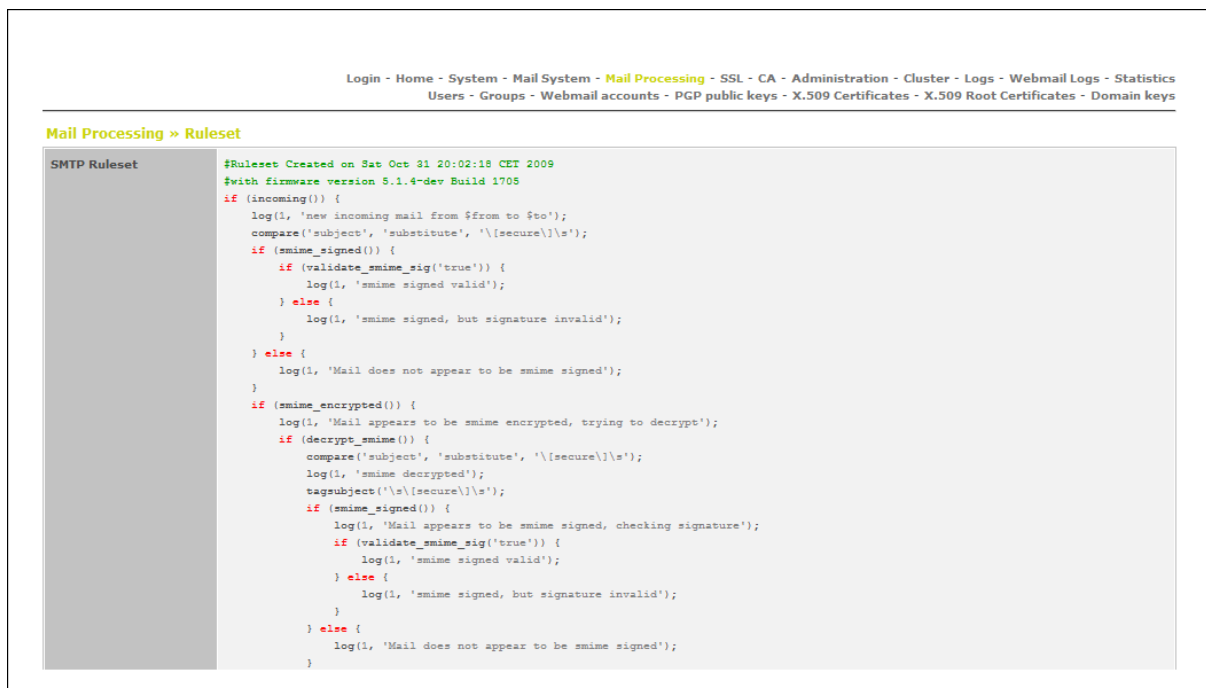 Login - Home - System - Mail System - Mail Processing - SSL - CA - Administration - Cluster - Logs - Webmail Logs - Statistics
Users - Groups - Webmail accounts - PGP public keys - X.509 Certificates - X.509 Root Certificates - Domain keys
Mail Processing » Ruleset
SMTP Ruleset
#Ruleset Created on Sat Oct 31 20:02:18 CET 2009
#with firmware version 5.1.4-dev Build 1705
if (incoming()) {
    log(1, 'new incoming mail from $from to $to');
    compare('subject', 'substitute', '\[secure\]\s');
    if (smime_signed()) {
        if (validate_smime_sig('true')) {
            log(1, 'smime signed valid');
        } else {
            log(1, 'smime signed, but signature invalid');
        }
    } else {
        log(1, 'Mail does not appear to be smime signed');
    }
    if (smime_encrypted()) {
        log(1, 'Mail appears to be smime encrypted, trying to decrypt');
        if (decrypt_smime()) {
            compare('subject', 'substitute', '\[secure\]\s');
            log(1, 'smime decrypted');
            tagsubject('\s\[secure\]\s');
            if (smime_signed()) {
                log(1, 'Mail appears to be smime signed, checking signature');
                if (validate_smime_sig('true')) {
                    log(1, 'smime signed valid');
                } else {
                    log(1, 'smime signed, but signature invalid');
                }
            } else {
                log(1, 'Mail does not appear to be smime signed');
            }